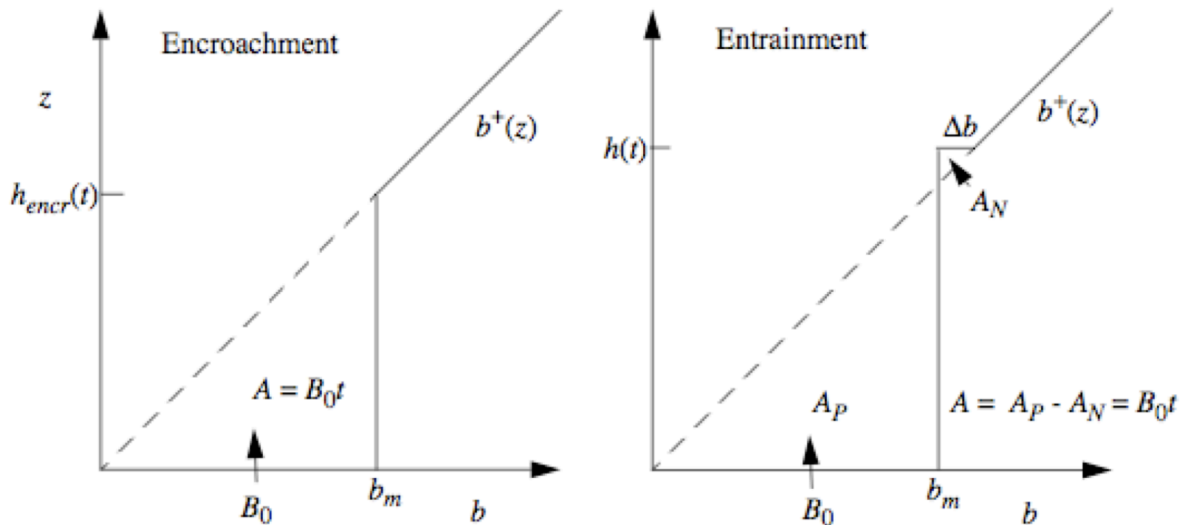 Encroachment
z
b⁺(z)
h_encr(t)
A = B₀t
B₀
b_m
b
Entrainment
b⁺(z)
Δb
h(t)
A_N
A_P
A = A_P - A_N = B₀t
B₀
b_m
b